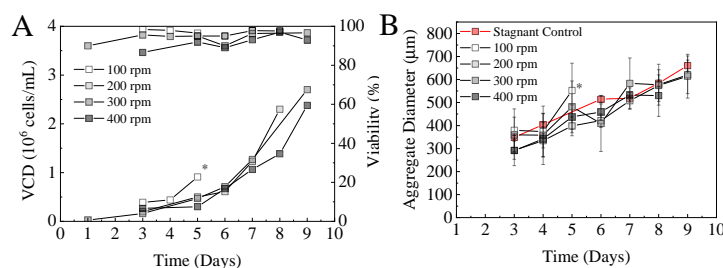 A
B
4
3
2
1
0
100
80
60
40
20
0
VCD (10⁶ cells/mL)
Viability (%)
100 rpm
200 rpm
300 rpm
400 rpm
*
0 1 2 3 4 5 6 7 8 9 10
Time (Days)
800
700
600
500
400
300
200
100
0
Aggregate Diameter (μm)
Stagnant Control
100 rpm
200 rpm
300 rpm
400 rpm
*
1 2 3 4 5 6 7 8 9 10
Time (Days)